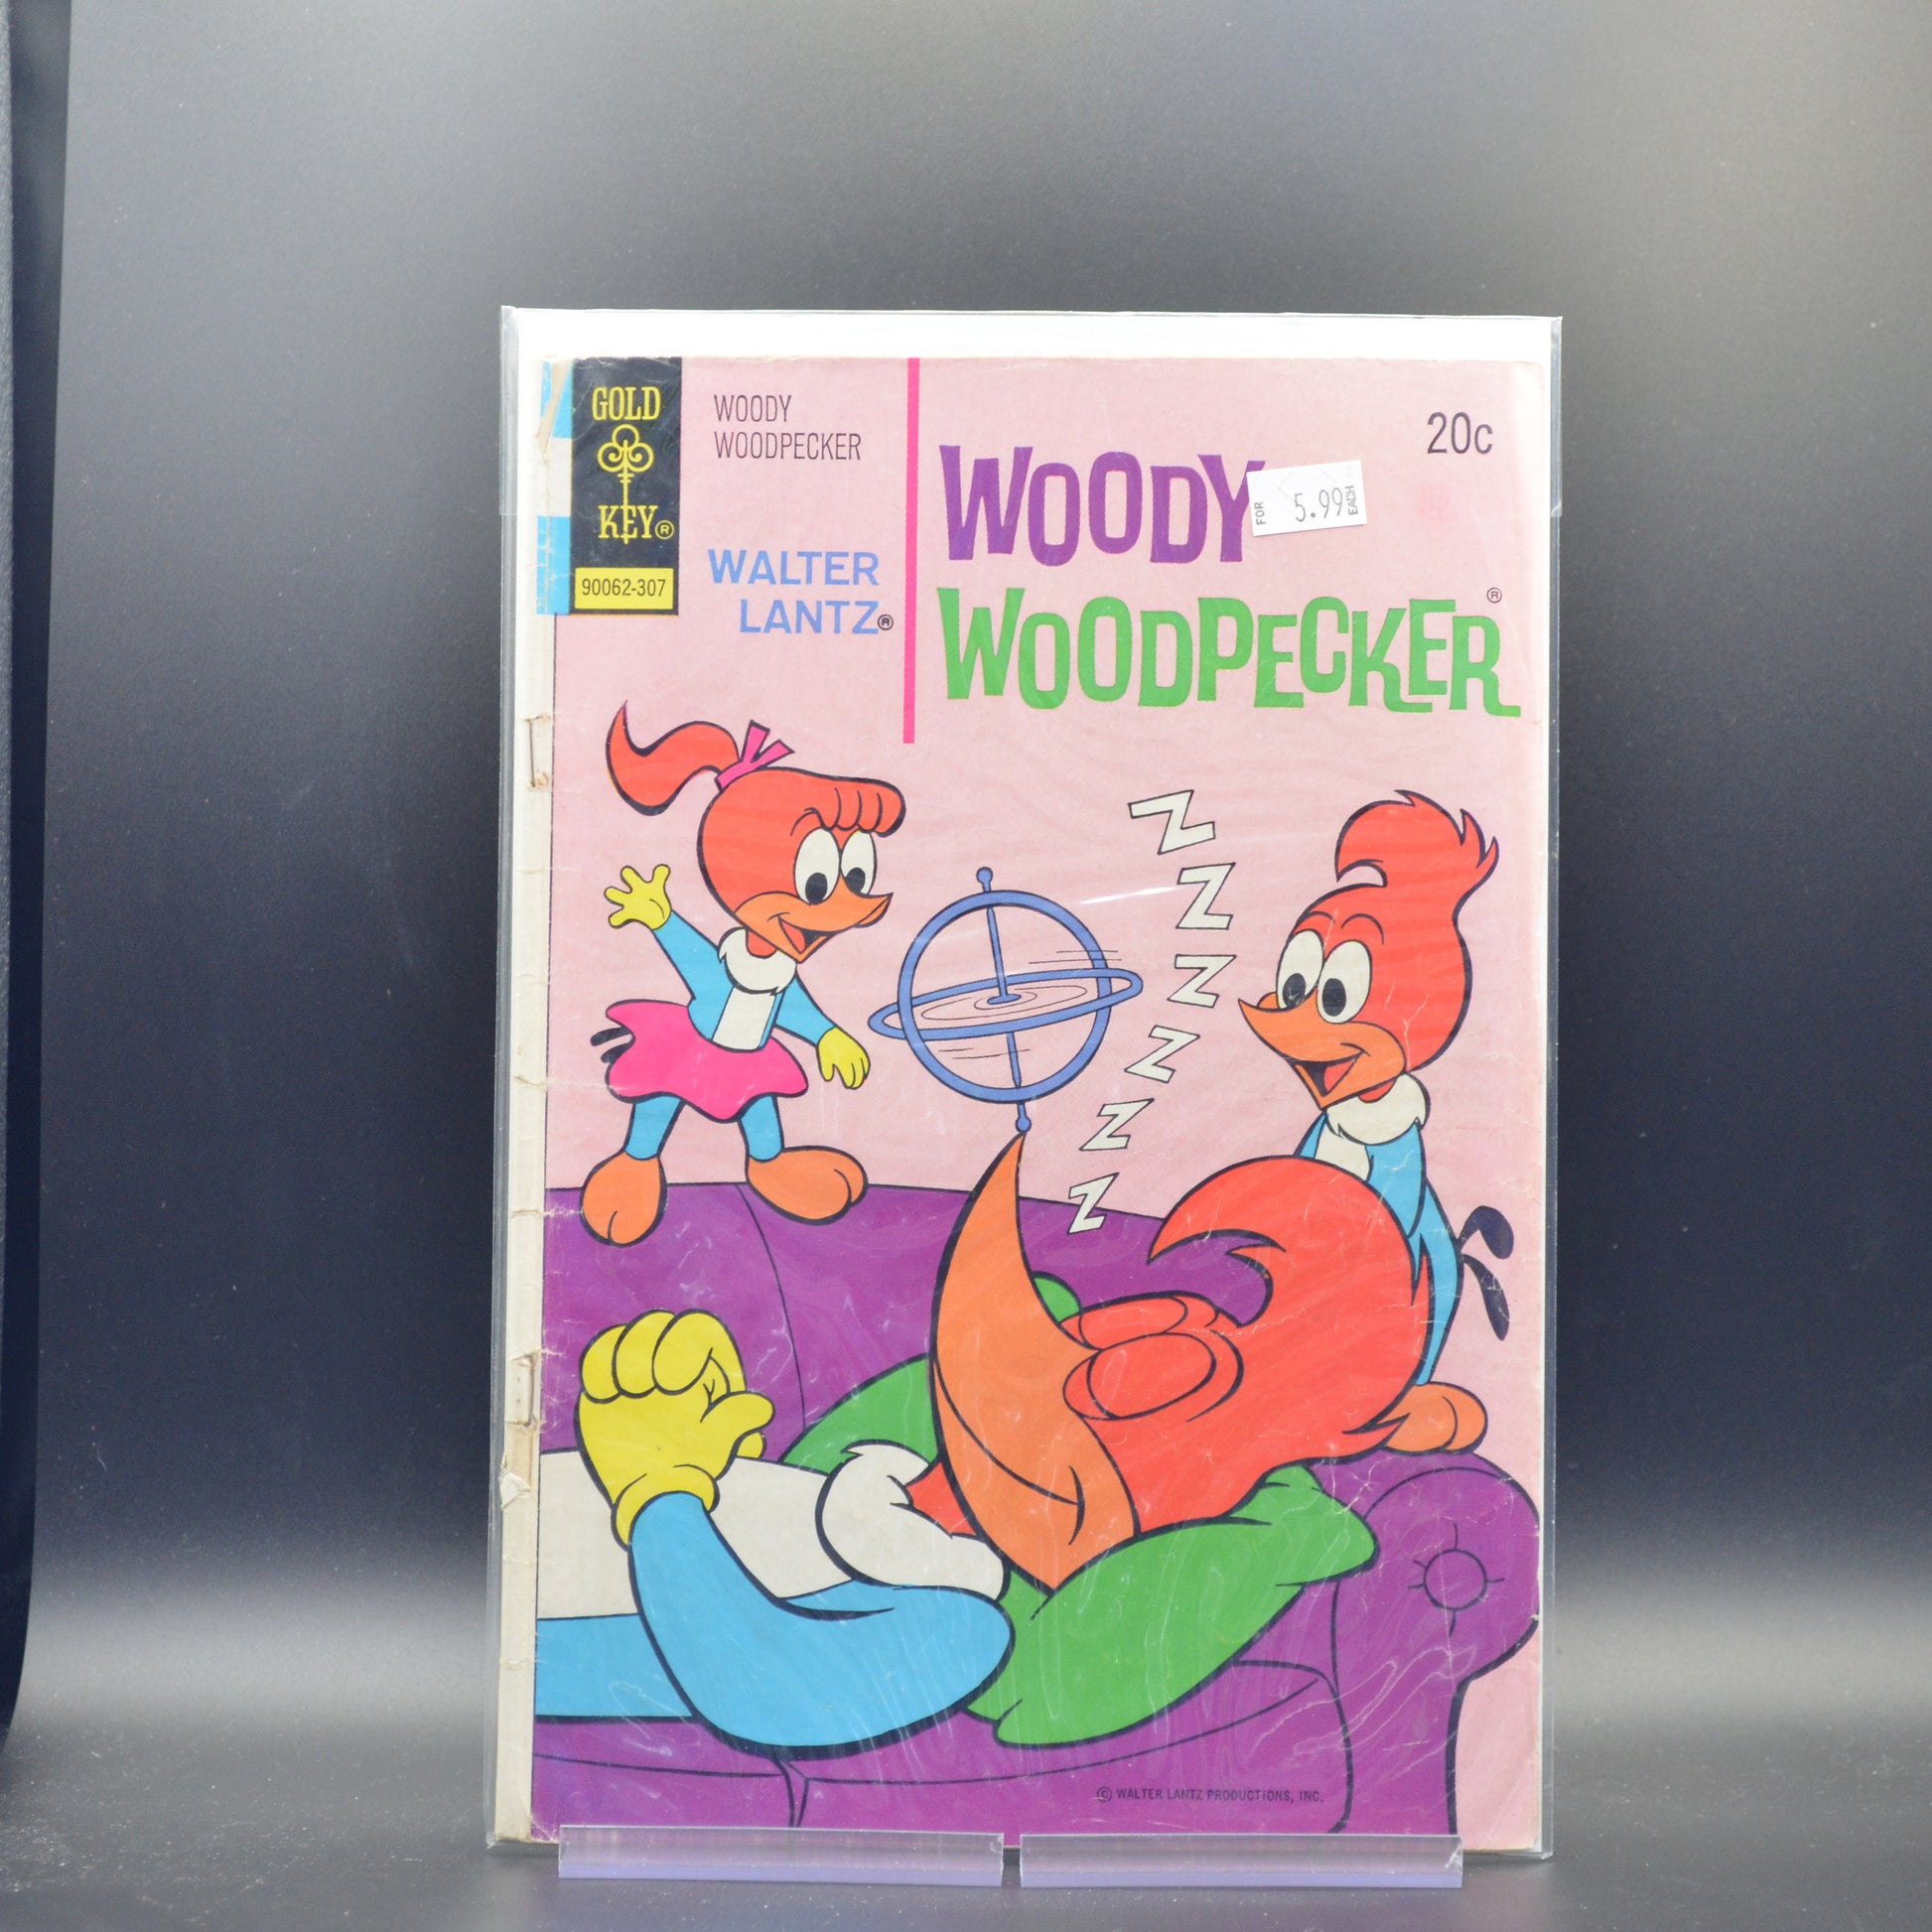 GOLD
KEY®
90062-307
WOODY
WOODPECKER
WALTER
LANTZ®
20c
WOODY
FOR 5.99 EACH
WOODPECKER®
Z
Z
Z
Z
Z
Z
© WALTER LANTZ PRODUCTIONS, INC.